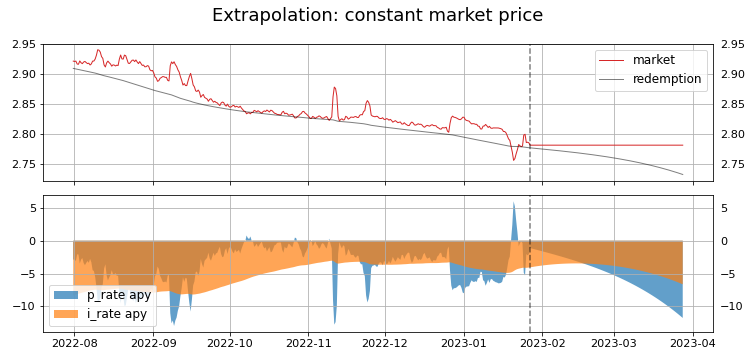 Extrapolation: constant market price
2.95 2.95
2.90 2.90
2.85 2.85
2.80 2.80
2.75 2.75
market
redemption
5 5
0 0
−5 −5
−10 −10
p_rate apy
i_rate apy
2022-08 2022-09 2022-10 2022-11 2022-12 2023-01 2023-02 2023-03 2023-04